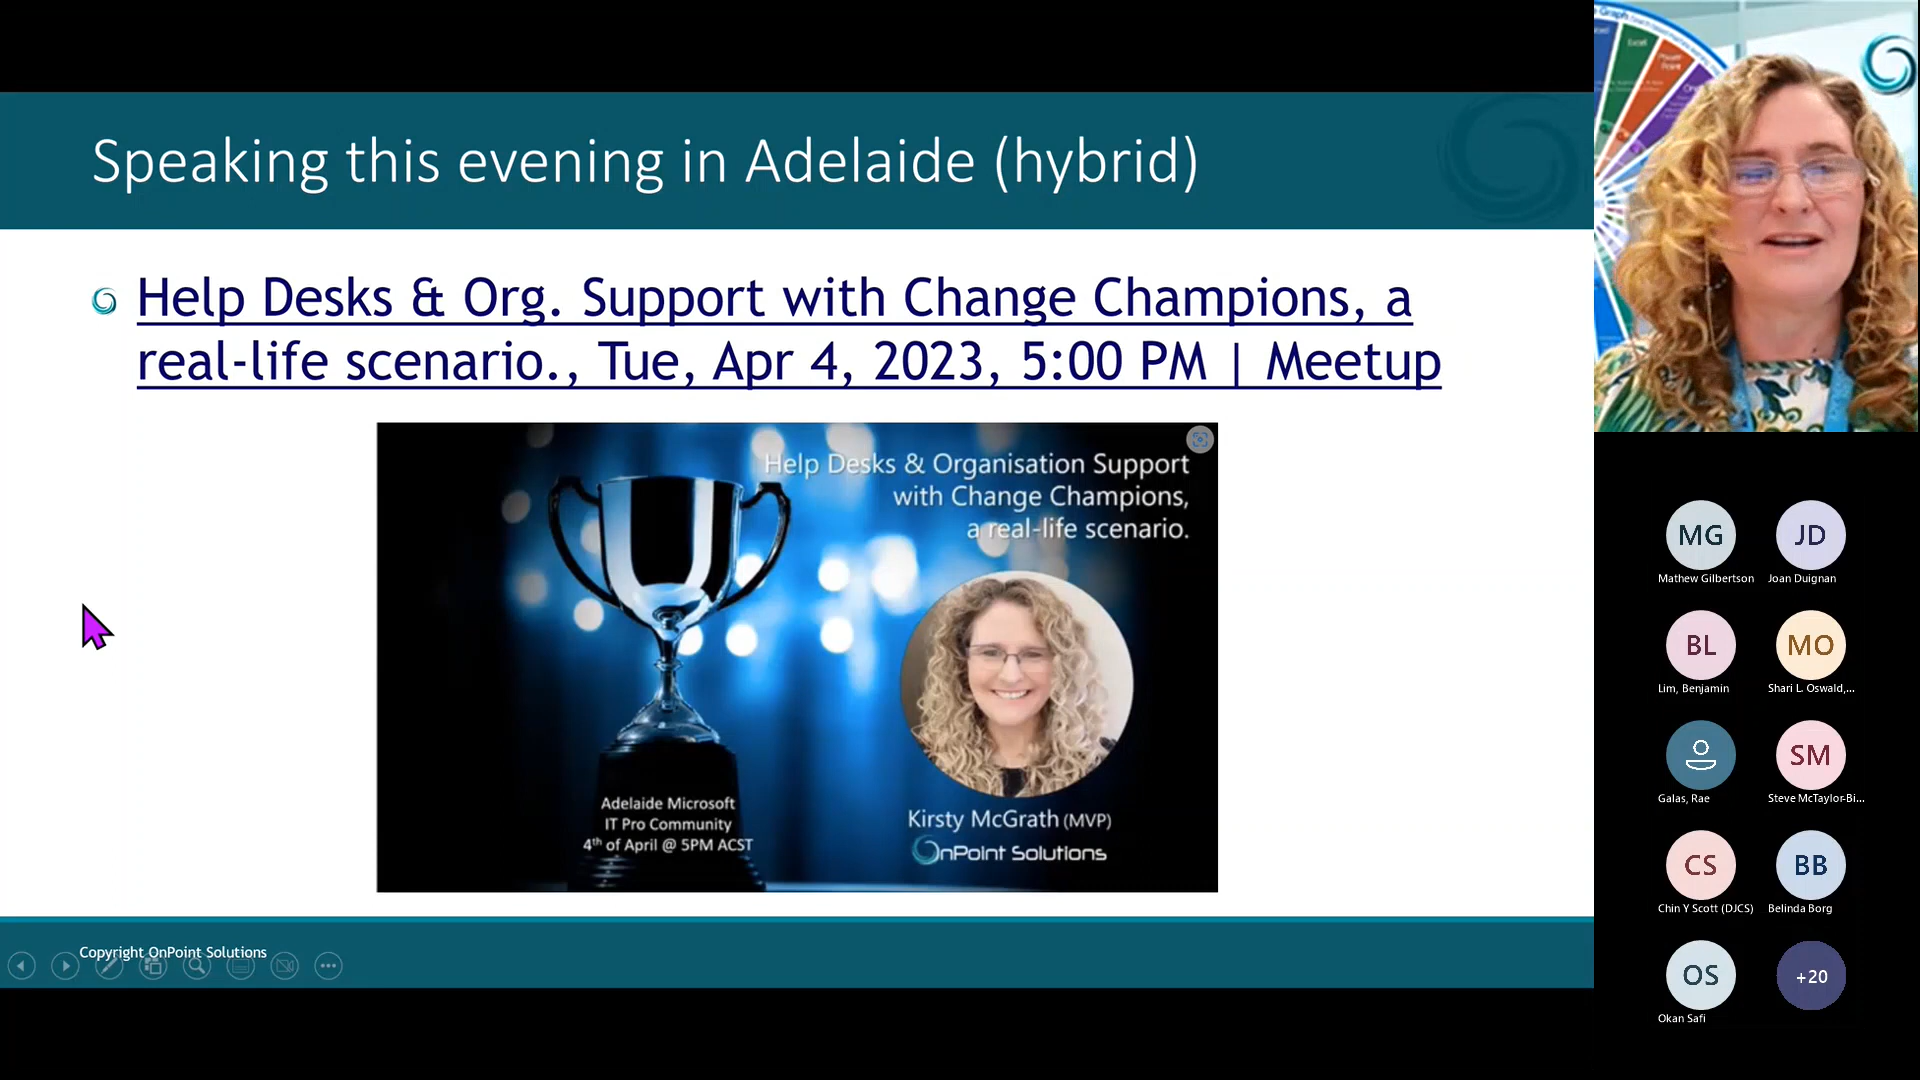 Speaking this evening in Adelaide (hybrid)
Help Desks & Org. Support with Change Champions, a
real-life scenario., Tue, Apr 4, 2023, 5:00 PM | Meetup
Help Desks & Organisation Support
with Change Champions,
a real-life scenario.
Adelaide Microsoft
IT Pro Community
4th of April @ 5PM ACST
Kirsty McGrath (MVP)
OnPoint Solutions
Copyright OnPoint Solutions
Graph
Excel
Power
Point
MG
JD
Mathew Gilbertson
Joan Duignan
BL
MO
Lim, Benjamin
Shari L. Oswald,...
SM
Galas, Rae
Steve McTaylor-Bi...
CS
BB
Chin Y Scott (DJCS)
Belinda Borg
OS
+20
Okan Safi